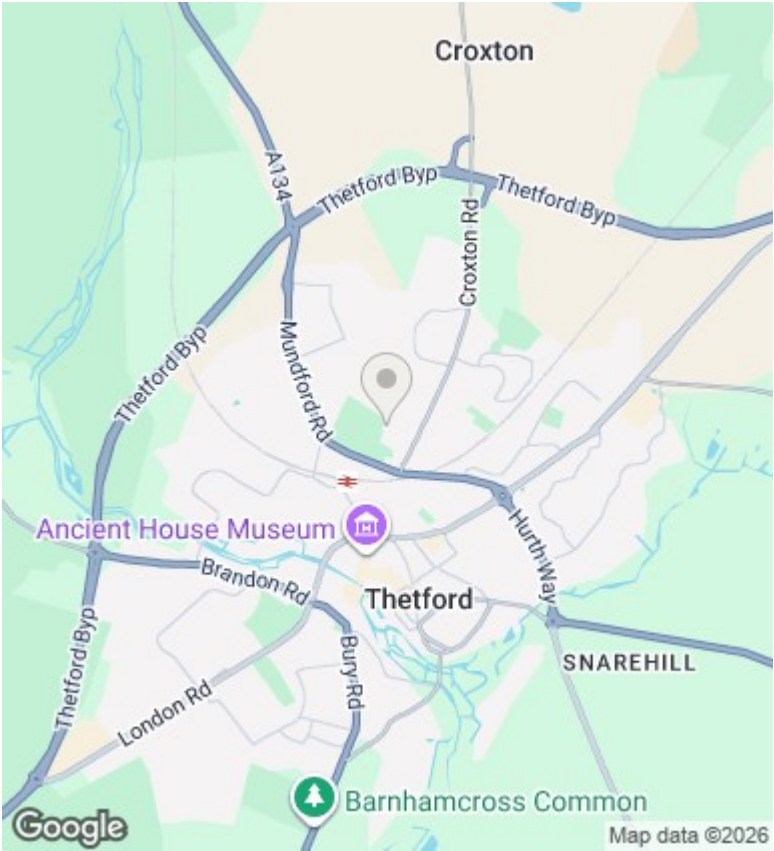 Croxton
A134
Thetford Byp
Thetford Byp
Croxton Rd
Thetford Byp
Mundford Rd
Ancient House Museum
Hurth Way
Brandon Rd
Thetford
Bury Rd
SNAREHILL
Thetford Byp
London Rd
Barnhamcross Common
Google
Map data ©2026